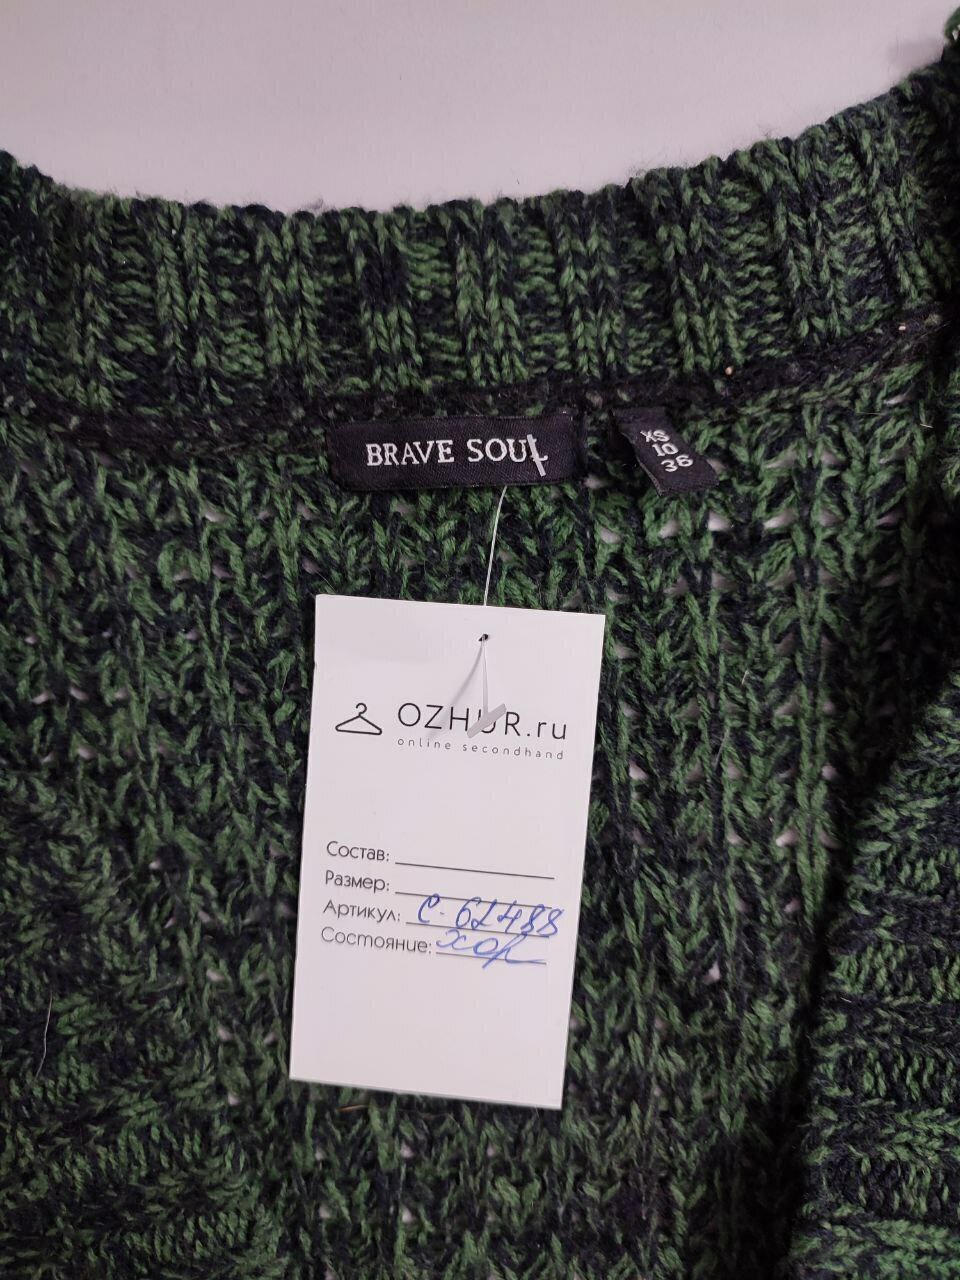 BRAVE SOUL
XS
10
36
OZHUR.ru
online secondhand
Состав:
Размер:
Артикул: С-62488
Состояние: хор